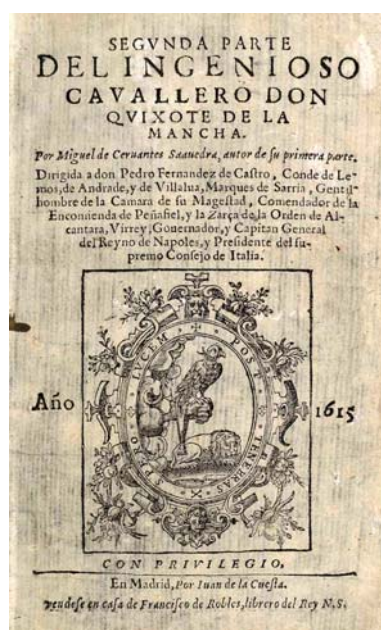 SEGVNDA PARTE
DEL INGENIOSO
CAVALLERO DON
QVIXOTE DE LA
MANCHA.
Por Miguel de Ceruantes Saauedra, autor de su primera parte.
Dirigida a don Pedro Fernandez de Castro, Conde de Le-
mos, de Andrade, y de Villalua, Marques de Sarria, Gentil-
hombre de la Camara de su Magestad, Comendador de la
Encomienda de Peñafiel, y la Zarça de la Orden de Al-
cantara, Virrey, Gouernador, y Capitan General
del Reyno de Napoles, y Presidente del su-
premo Consejo de Italia.
SPERO LVCEM POST TENEBRAS
Año 1615
CON PRIVILEGIO,
En Madrid, Por Iuan de la Cuesta.
vendese en casa de Francisco de Robles, librero del Rey N.S.